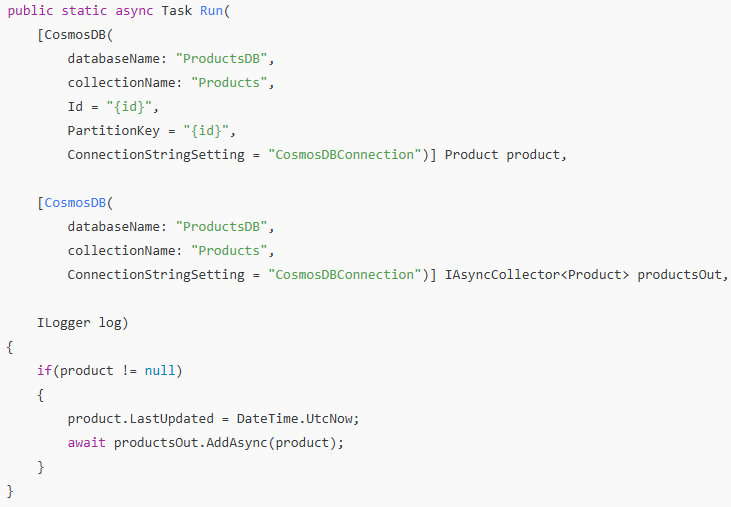 public static async Task Run(
    [CosmosDB(
        databaseName: "ProductsDB",
        collectionName: "Products",
        Id = "{id}",
        PartitionKey = "{id}",
        ConnectionStringSetting = "CosmosDBConnection")] Product product,

    [CosmosDB(
        databaseName: "ProductsDB",
        collectionName: "Products",
        ConnectionStringSetting = "CosmosDBConnection")] IAsyncCollector<Product> productsOut,

    ILogger log)
{
    if(product != null)
    {
        product.LastUpdated = DateTime.UtcNow;
        await productsOut.AddAsync(product);
    }
}